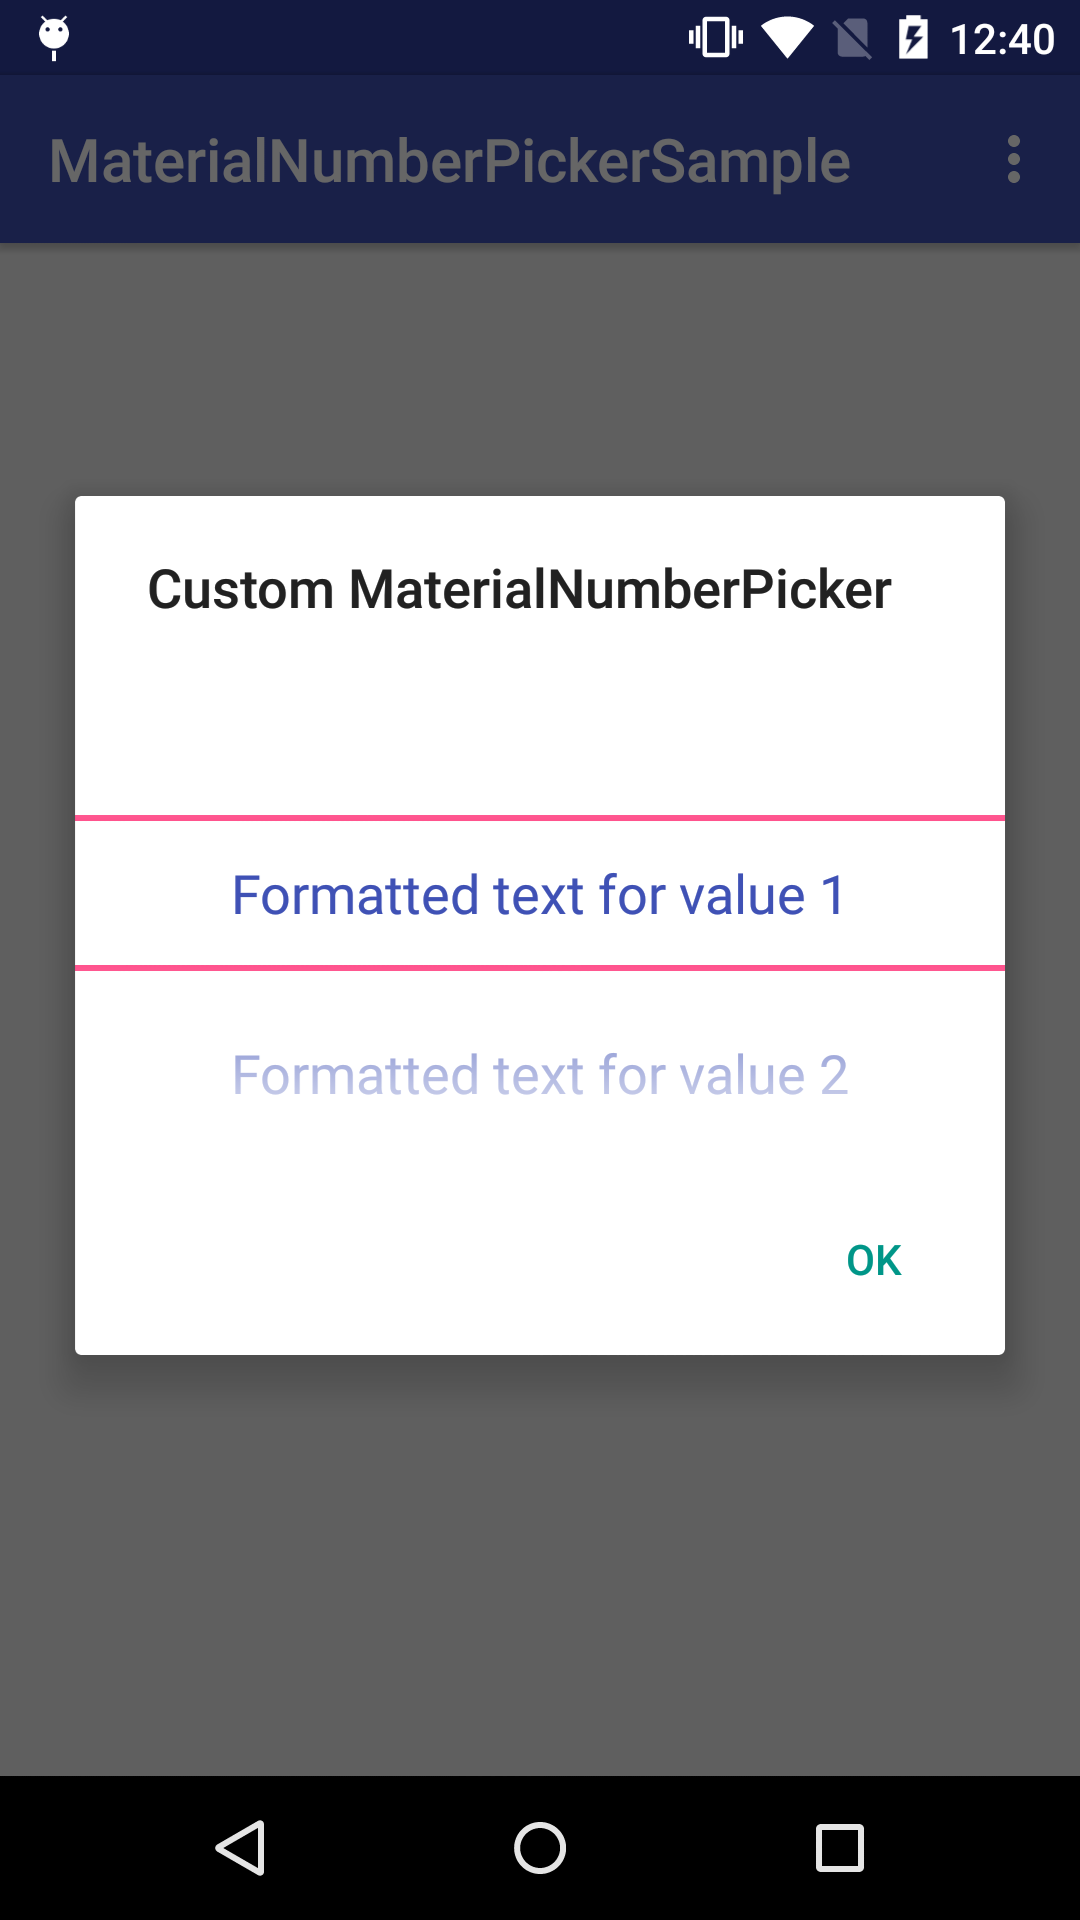 12:40
MaterialNumberPickerSample
Custom MaterialNumberPicker
Formatted text for value 1
Formatted text for value 2
OK